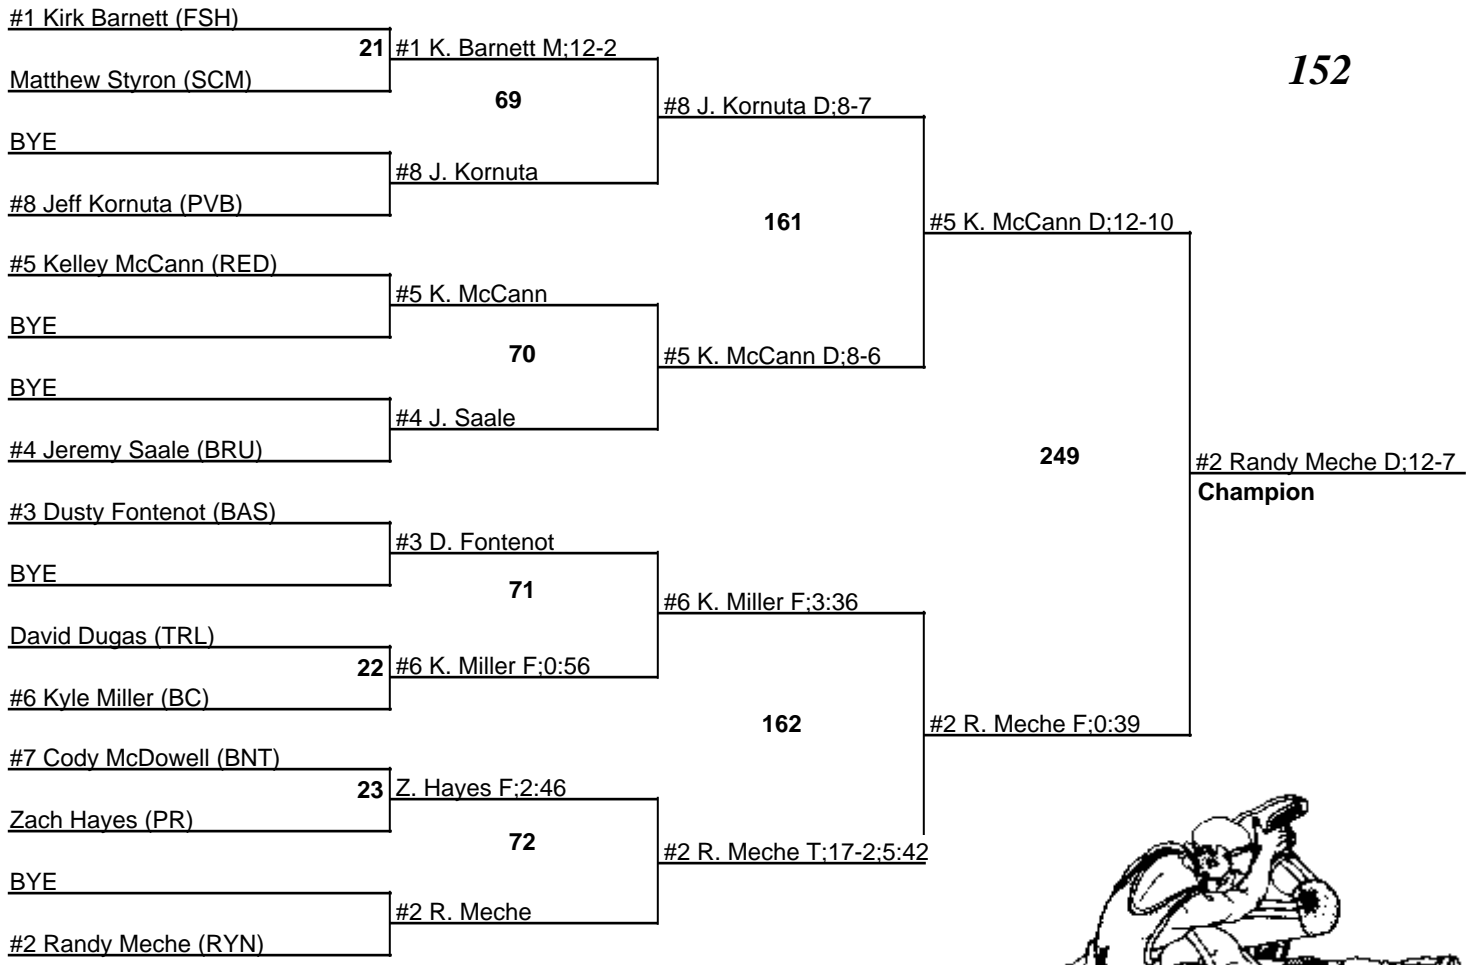 #1 Kirk Barnett (FSH)
Matthew Styron (SCM)
BYE
#8 Jeff Kornuta (PVB)
#5 Kelley McCann (RED)
BYE
BYE
#4 Jeremy Saale (BRU)
#3 Dusty Fontenot (BAS)
BYE
David Dugas (TRL)
#6 Kyle Miller (BC)
#7 Cody McDowell (BNT)
Zach Hayes (PR)
BYE
#2 Randy Meche (RYN)
21
22
23
#1 K. Barnett M;12-2
#8 J. Kornuta
#5 K. McCann
#4 J. Saale
#3 D. Fontenot
#6 K. Miller F;0:56
Z. Hayes F;2:46
#2 R. Meche
69
70
71
72
#8 J. Kornuta D;8-7
#5 K. McCann D;8-6
#6 K. Miller F;3:36
#2 R. Meche T;17-2;5:42
161
162
#5 K. McCann D;12-10
#2 R. Meche F;0:39
249
#2 Randy Meche D;12-7
Champion
152